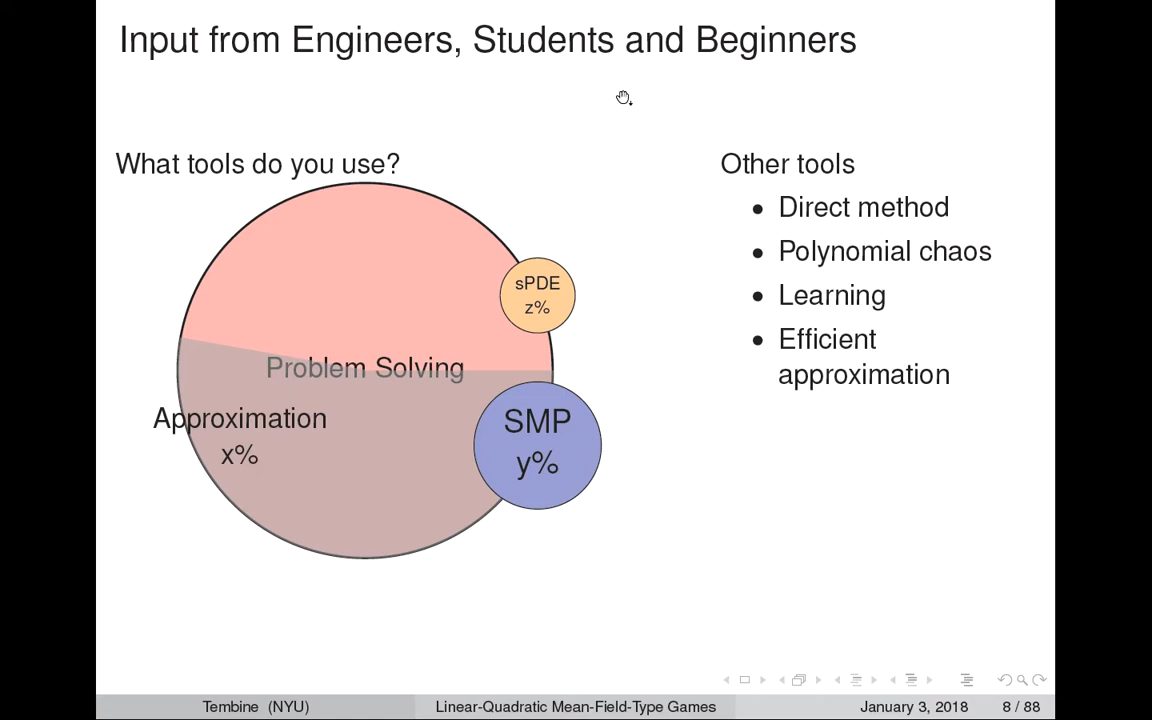 Input from Engineers, Students and Beginners
What tools do you use?
sPDE
z%
Problem Solving
Approximation
x%
SMP
y%
Other tools
• Direct method
• Polynomial chaos
• Learning
• Efficient
approximation
Tembine (NYU)
Linear-Quadratic Mean-Field-Type Games
January 3, 2018
8 / 88